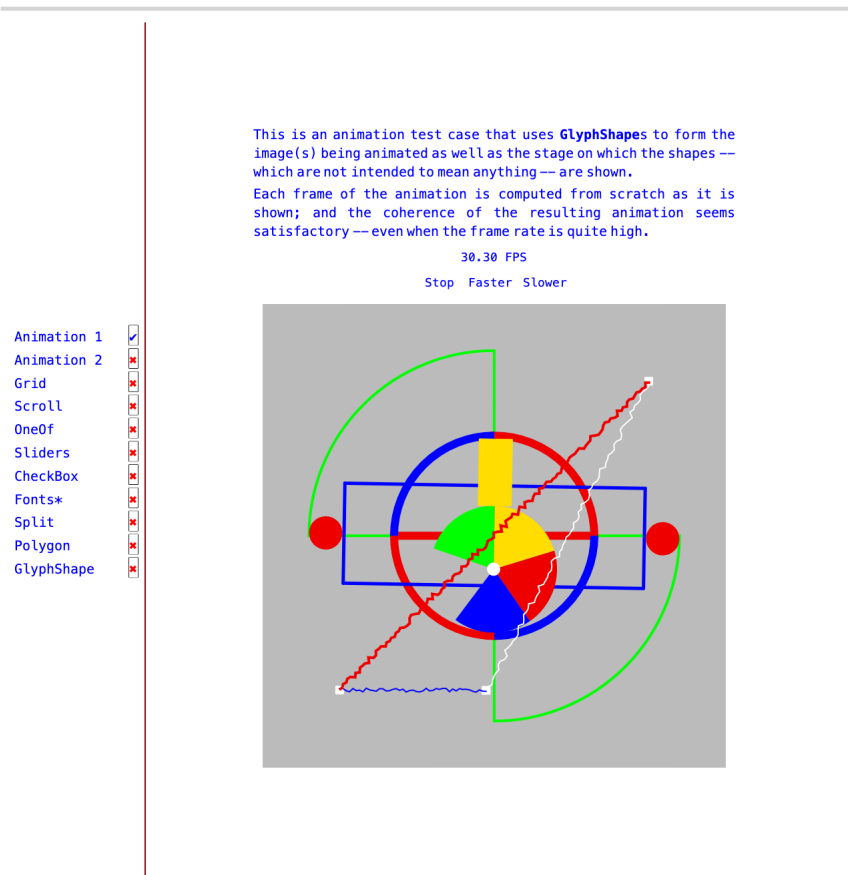 This is an animation test case that uses GlyphShapes to form the
image(s) being animated as well as the stage on which the shapes --
which are not intended to mean anything -- are shown.
Each frame of the animation is computed from scratch as it is
shown; and the coherence of the resulting animation seems
satisfactory -- even when the frame rate is quite high.
30.30 FPS
Stop Faster Slower
Animation 1 ✔
Animation 2 ✖
Grid ✖
Scroll ✖
OneOf ✖
Sliders ✖
CheckBox ✖
Fonts* ✖
Split ✖
Polygon ✖
GlyphShape ✖